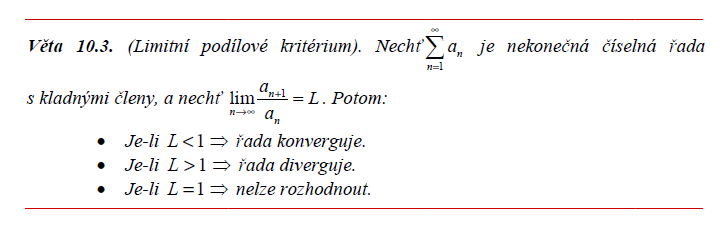 Věta 10.3. (Limitní podílové kritérium). Nechť $\sum_{n=1}^{\infty} a_n$ je nekonečná číselná řada
s kladnými členy, a nechť $\lim_{n\to\infty} \frac{a_{n+1}}{a_n} = L$. Potom:
• Je-li $L < 1 \Rightarrow$ řada konverguje.
• Je-li $L > 1 \Rightarrow$ řada diverguje.
• Je-li $L = 1 \Rightarrow$ nelze rozhodnout.